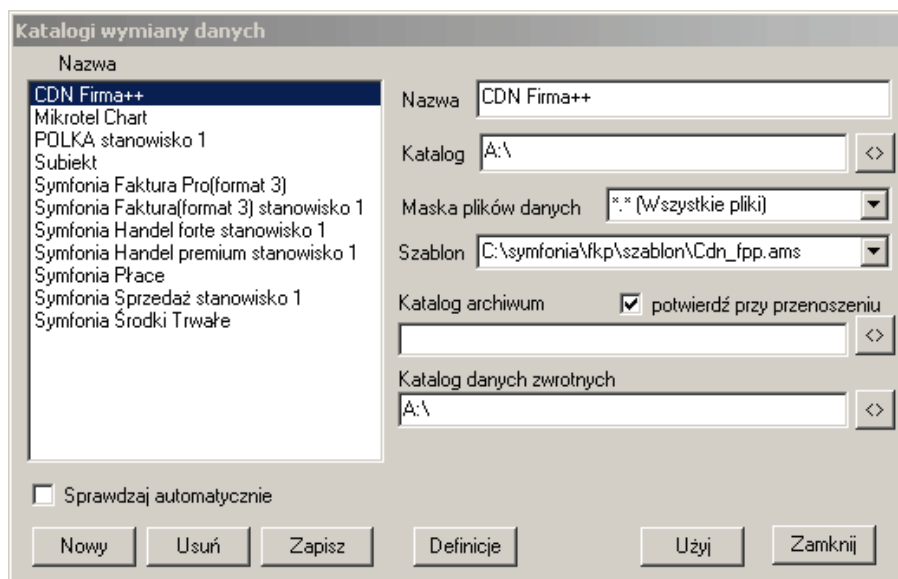 Katalogi wymiany danych
Nazwa
CDN Firma++
Mikrotel Chart
POLKA stanowisko 1
Subiekt
Symfonia Faktura Pro(format 3)
Symfonia Faktura(format 3) stanowisko 1
Symfonia Handel forte stanowisko 1
Symfonia Handel premium stanowisko 1
Symfonia Płace
Symfonia Sprzedaż stanowisko 1
Symfonia Środki Trwałe
Nazwa CDN Firma++
Katalog A:\ <>
Maska plików danych *.* (Wszystkie pliki)
Szablon C:\symfonia\fkp\szablon\Cdn_fpp.ams
Katalog archiwum potwierdź przy przenoszeniu
<>
Katalog danych zwrotnych
A:\ <>
Sprawdzaj automatycznie
Nowy Usuń Zapisz Definicje Użyj Zamknij